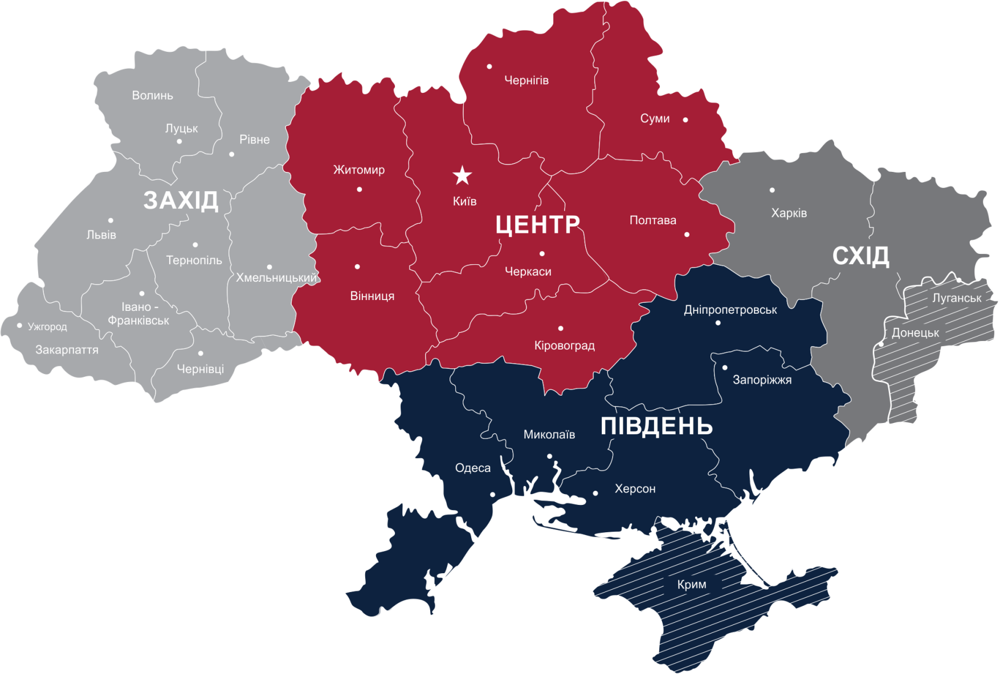 Чернігів
Волинь
Суми
Луцьк
Рівне
Житомир
Київ
ЗАХІД
Харків
Полтава
ЦЕНТР
Львів
СХІД
Тернопіль
Черкаси
Хмельницький
Вінниця
Луганськ
Івано -
Франківськ
Дніпропетровськ
Ужгород
Донецьк
Закарпаття
Кіровоград
Чернівці
Запоріжжя
ПІВДЕНЬ
Миколаїв
Одеса
Херсон
Крим